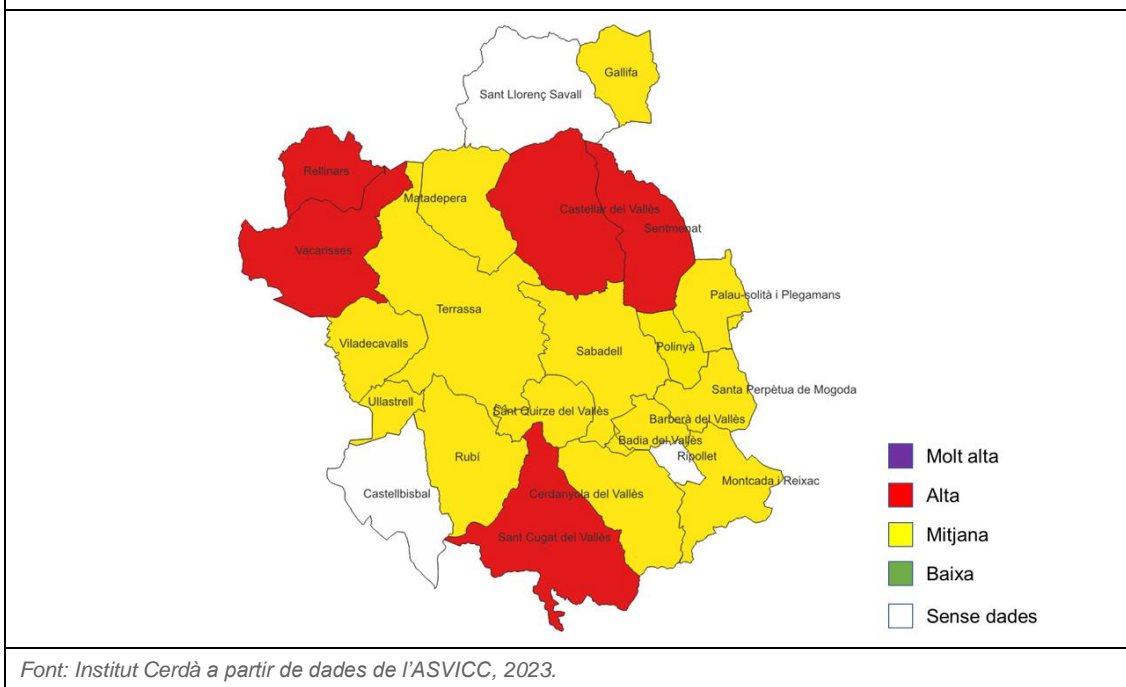 Gallifa
Sant Llorenç Savall
Rellinars
Matadepera
Castellar del Vallès
Sentmenat
Vacarisses
Palau-solità i Plegamans
Terrassa
Viladecavalls
Sabadell
Polinyà
Santa Perpètua de Mogoda
Ullastrell
Sant Quirze del Vallès
Barberà del Vallès
Badia del Vallès
Ripollet
Rubí
Montcada i Reixac
Castellbisbal
Cerdanyola del Vallès
Sant Cugat del Vallès
Molt alta
Alta
Mitjana
Baixa
Sense dades
Font: Institut Cerdà a partir de dades de l’ASVICC, 2023.